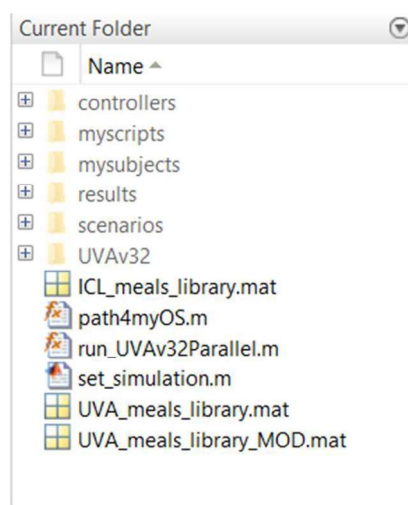 Current Folder
Name
controllers
myscripts
mysubjects
results
scenarios
UVAv32
ICL_meals_library.mat
path4myOS.m
run_UVAv32Parallel.m
set_simulation.m
UVA_meals_library.mat
UVA_meals_library_MOD.mat